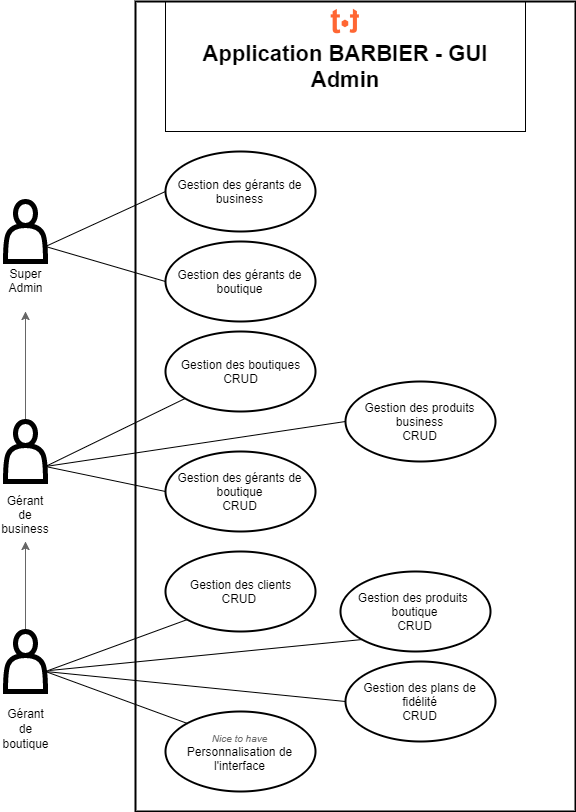 Application BARBIER - GUI
Admin
Gestion des gérants de
business
Super
Admin
Gestion des gérants de
boutique
Gestion des boutiques
CRUD
Gestion des produits
business
CRUD
Gérant
de
business
Gestion des gérants de
boutique
CRUD
Gestion des clients
CRUD
Gestion des produits
boutique
CRUD
Gérant
de
boutique
Gestion des plans de
fidélité
CRUD
Nice to have
Personnalisation de
l'interface